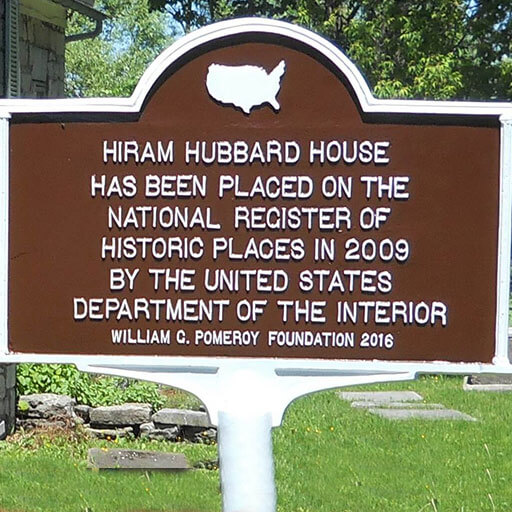 HIRAM HUBBARD HOUSE
HAS BEEN PLACED ON THE
NATIONAL REGISTER OF
HISTORIC PLACES IN 2009
BY THE UNITED STATES
DEPARTMENT OF THE INTERIOR
WILLIAM G. POMEROY FOUNDATION 2016